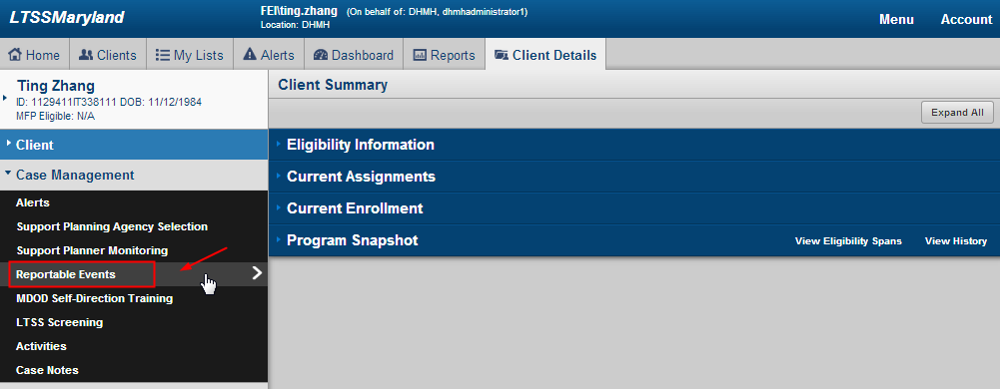 LTSSMaryland
FEI\ting.zhang (On behalf of: DHMH, dhmhadministrator1)
Location: DHMH
Menu Account
Home Clients My Lists Alerts Dashboard Reports Client Details
Ting Zhang
ID: 1129411IT338111 DOB: 11/12/1984
MFP Eligible: N/A
Client
Case Management
Alerts
Support Planning Agency Selection
Support Planner Monitoring
Reportable Events
MDOD Self-Direction Training
LTSS Screening
Activities
Case Notes
Client Summary
Expand All
Eligibility Information
Current Assignments
Current Enrollment
Program Snapshot View Eligibility Spans View History